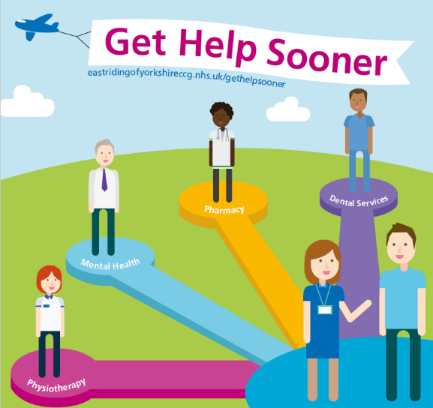 Get Help Sooner
eastridingofyorkshireccg.nhs.uk/gethelpsooner
Pharmacy
Dental Services
Mental Health
Physiotherapy